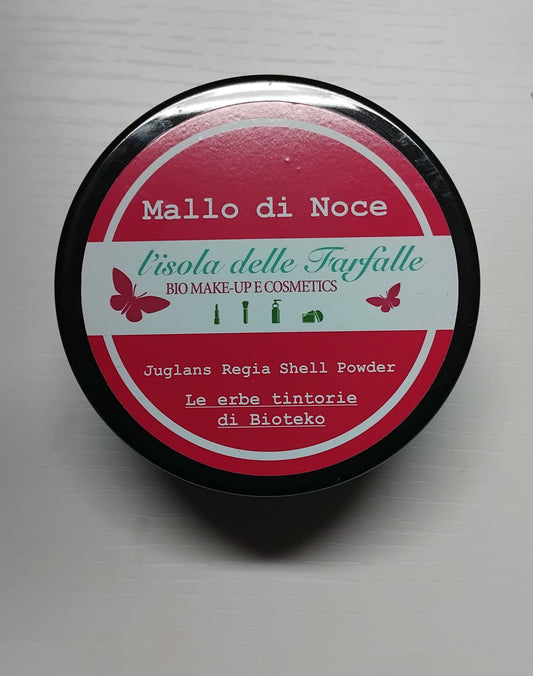 Mallo di Noce
l'isola delle Farfalle
BIO MAKE-UP E COSMETICS
Juglans Regia Shell Powder
Le erbe tintorie
di Bioteko